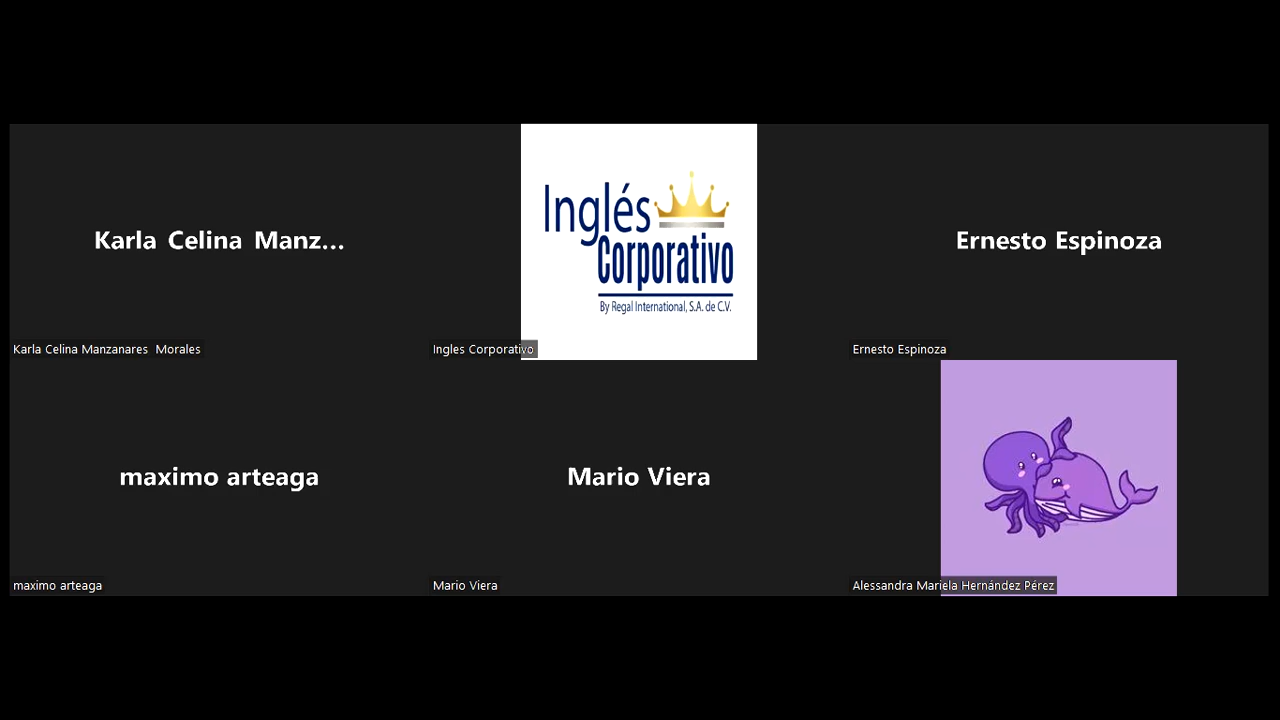 Karla Celina Manz...
Karla Celina Manzanares Morales
Inglés
Corporativo
By Regal International, S.A. de C.V.
Ingles Corporativo
Ernesto Espinoza
Ernesto Espinoza
maximo arteaga
maximo arteaga
Mario Viera
Mario Viera
Alessandra Mariela Hernández Pérez